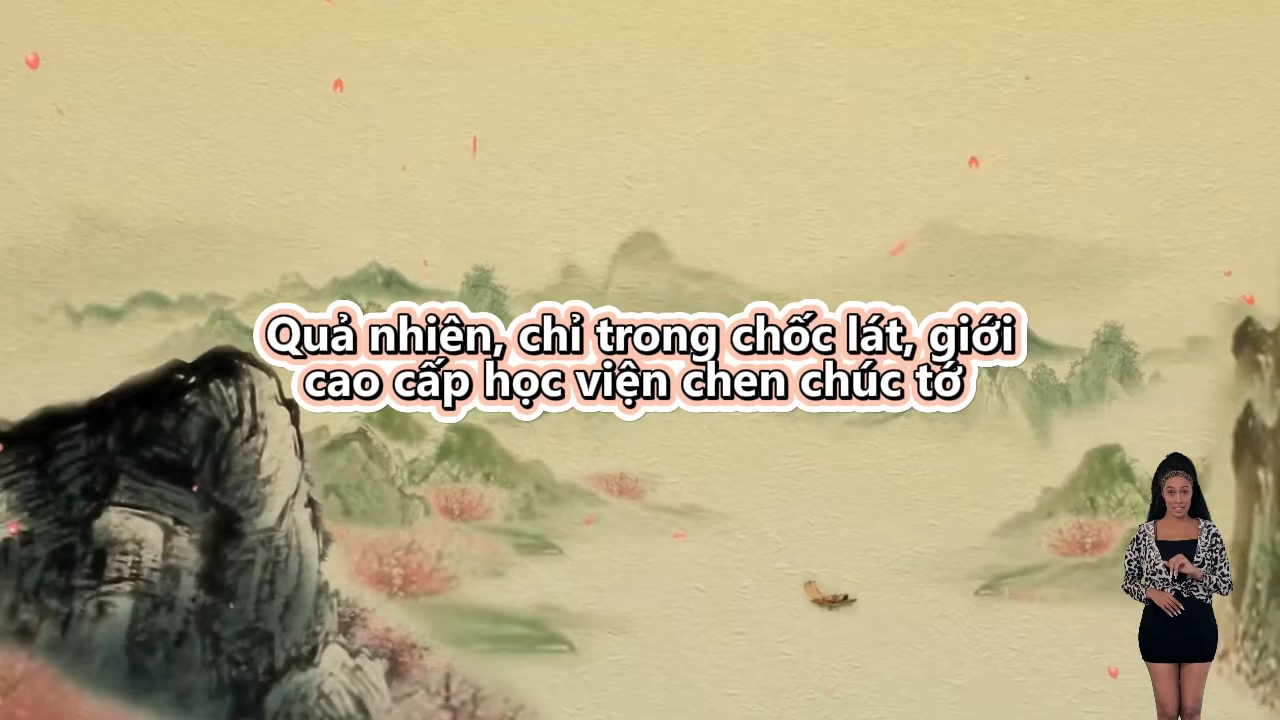 Quả nhiên, chỉ trong chốc lát, giới
cao cấp học viện chen chúc tớ